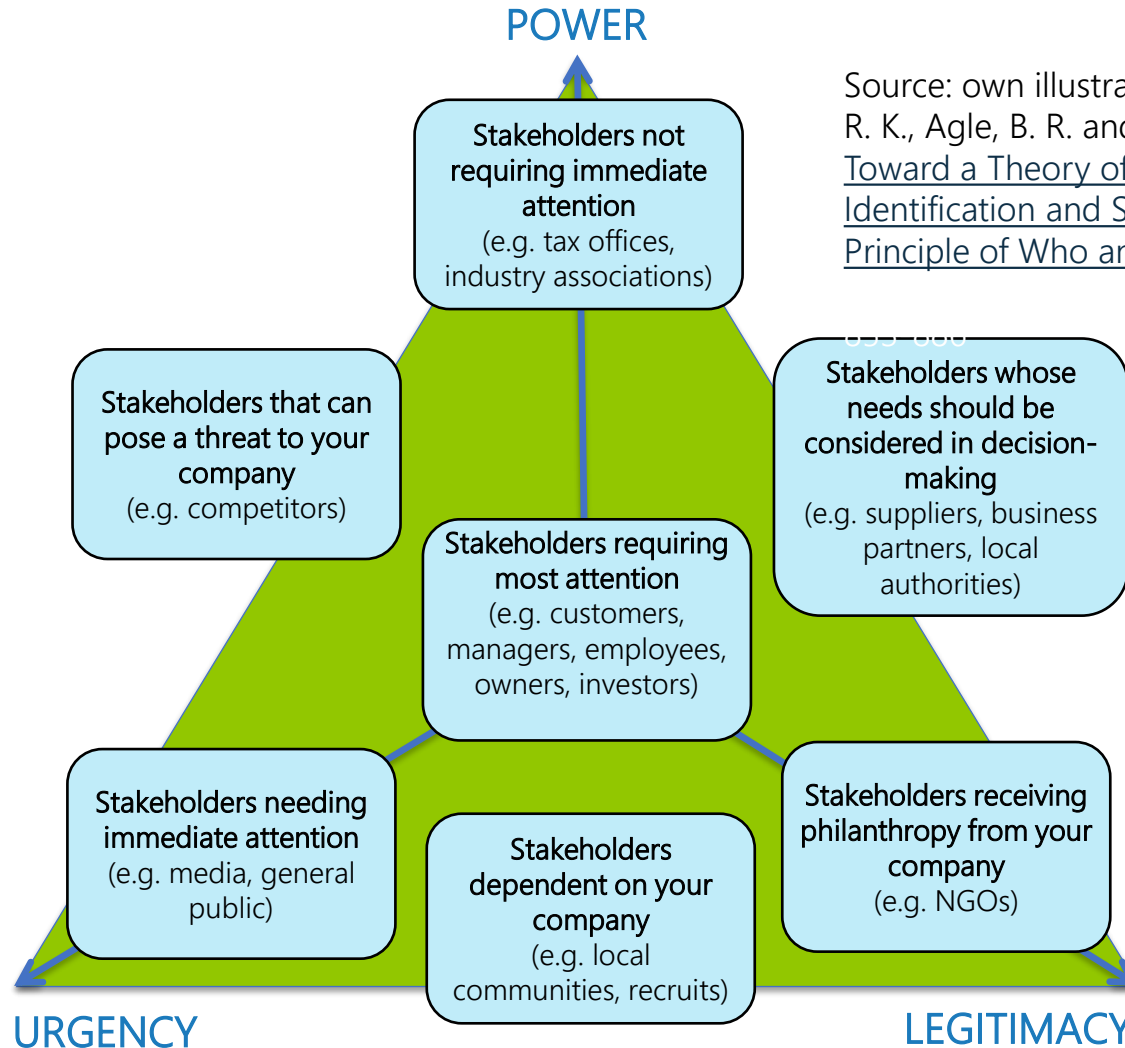 POWER
Source: own illustra
R. K., Agle, B. R. and
Toward a Theory of
Identification and S
Principle of Who an
Stakeholders not
requiring immediate
attention
(e.g. tax offices,
industry associations)
Stakeholders that can
pose a threat to your
company
(e.g. competitors)
Stakeholders whose
needs should be
considered in decision-
making
(e.g. suppliers, business
partners, local
authorities)
Stakeholders requiring
most attention
(e.g. customers,
managers, employees,
owners, investors)
Stakeholders needing
immediate attention
(e.g. media, general
public)
Stakeholders
dependent on your
company
(e.g. local
communities, recruits)
Stakeholders receiving
philanthropy from your
company
(e.g. NGOs)
URGENCY
LEGITIMACY